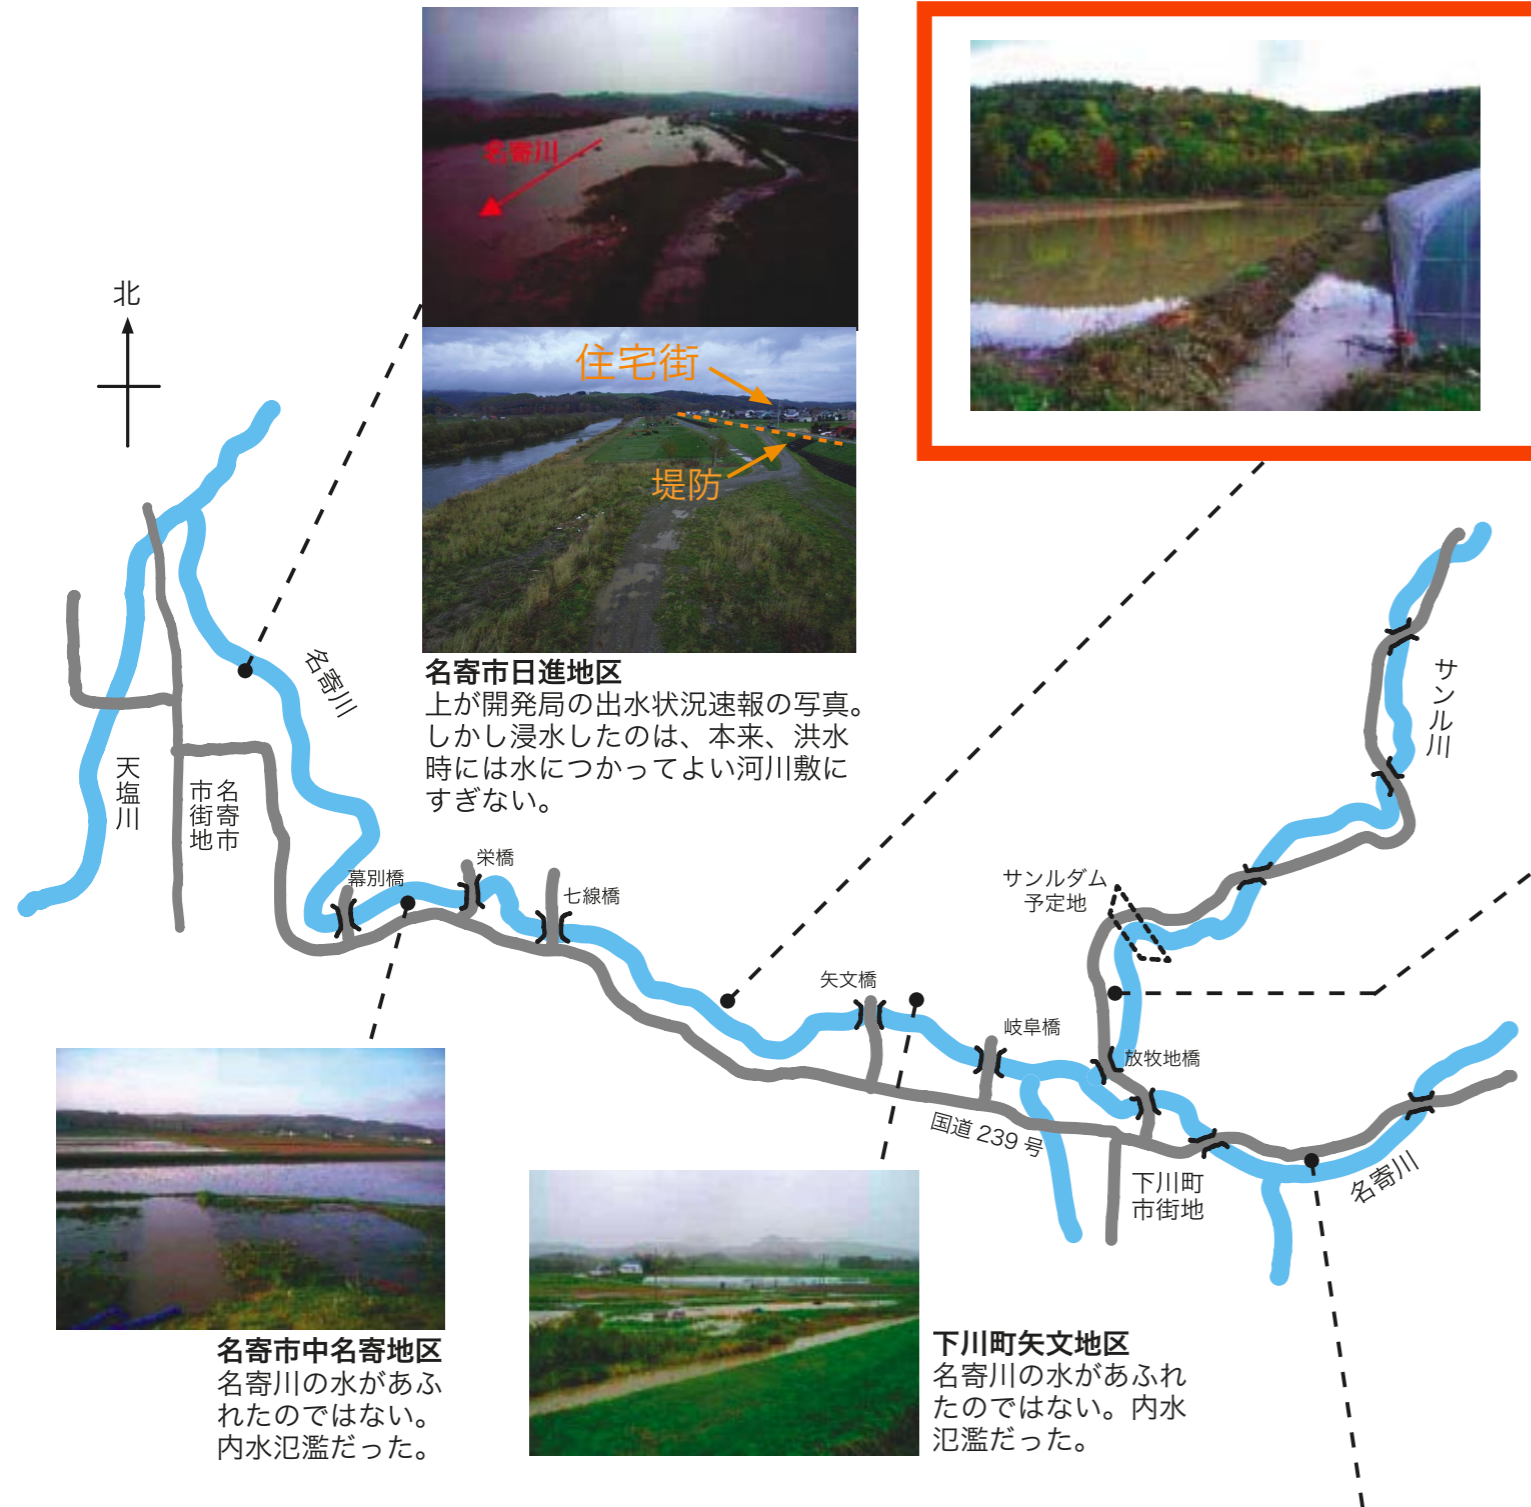 名寄川
住宅街
堤防
名寄市日進地区
上が開発局の出水状況速報の写真。
しかし浸水したのは、本来、洪水
時には水につかってよい河川敷に
すぎない。
北
名寄川
天塩川
名寄市
市街地
幕別橋
栄橋
七線橋
矢文橋
岐阜橋
サンルダム
予定地
サンル川
放牧地橋
国道 239 号
下川町
市街地
名寄川
名寄市中名寄地区
名寄川の水があふ
れたのではない。
内水氾濫だった。
下川町矢文地区
名寄川の水があふれ
たのではない。内水
氾濫だった。